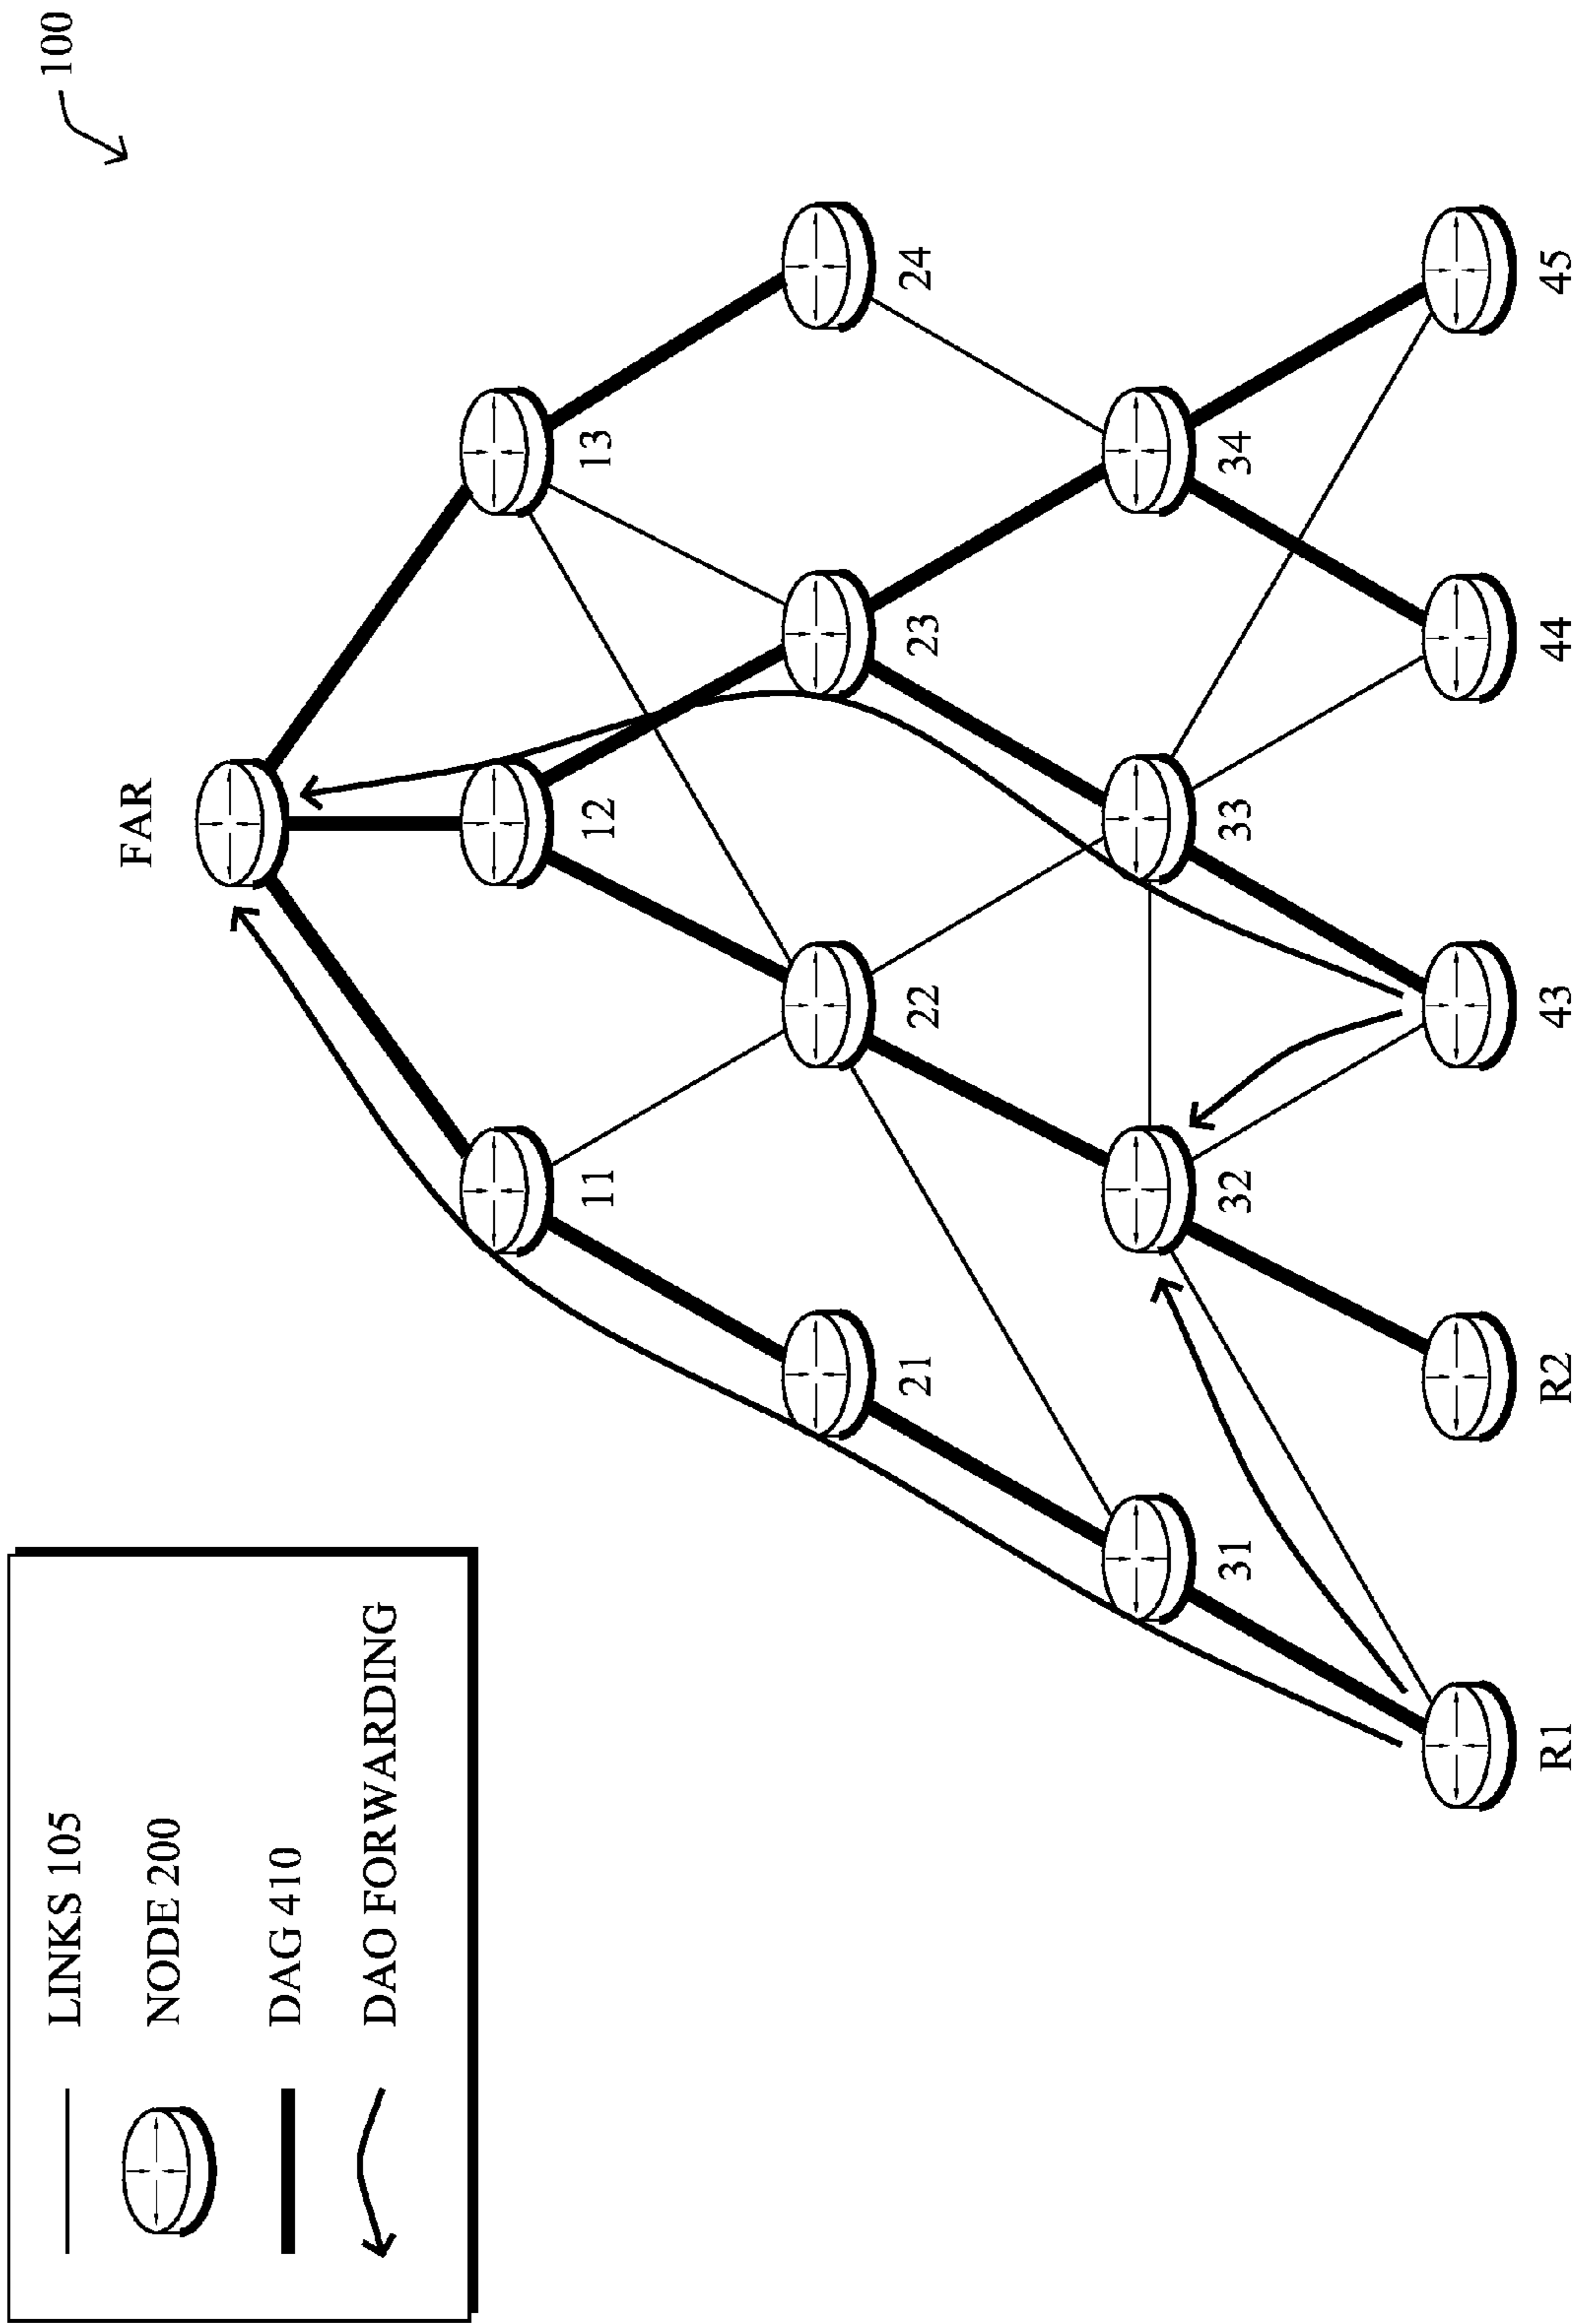 LINKS 105
NODE 200
DAG 410
DAO FORWARDING
100
FAR
11
12
13
21
22
23
24
31
32
33
34
R1
R2
43
44
45